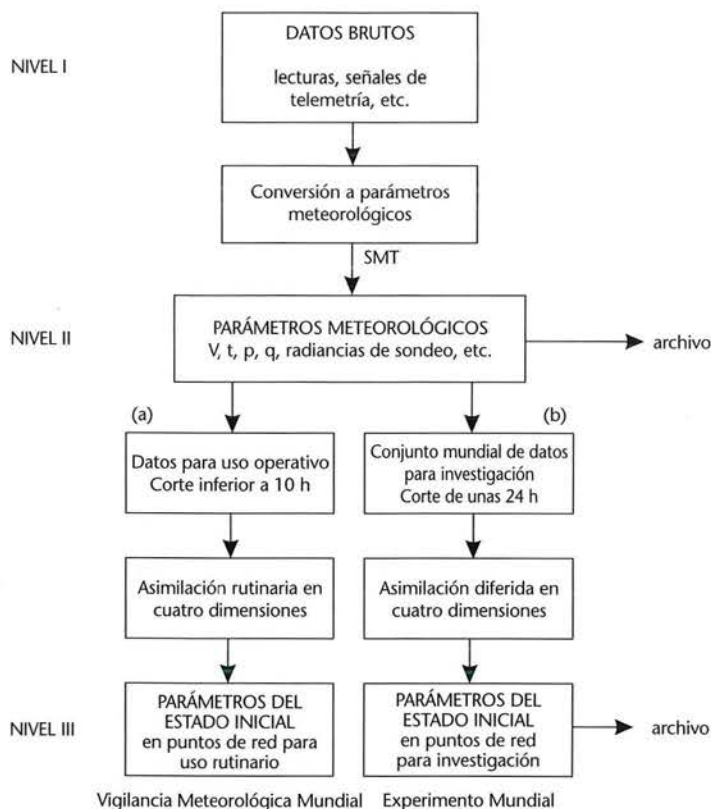 DATOS BRUTOS
NIVEL I
lecturas, señales de
telemetría, etc.
Conversión a parámetros
meteorológicos
SMT
NIVEL II
PARÁMETROS METEOROLÓGICOS
V, t, p, q, radiancias de sondeo, etc.
archivo
(a)
(b)
Datos para uso operativo
Corte inferior a 10 h
Conjunto mundial de datos
para investigación
Corte de unas 24 h
Asimilación rutinaria en
cuatro dimensiones
Asimilación diferida en
cuatro dimensiones
NIVEL III
PARÁMETROS DEL
ESTADO INICIAL
en puntos de red para
uso rutinario
PARÁMETROS DEL
ESTADO INICIAL
en puntos de red
para investigación
archivo
Vigilancia Meteorológica Mundial
Experimento Mundial